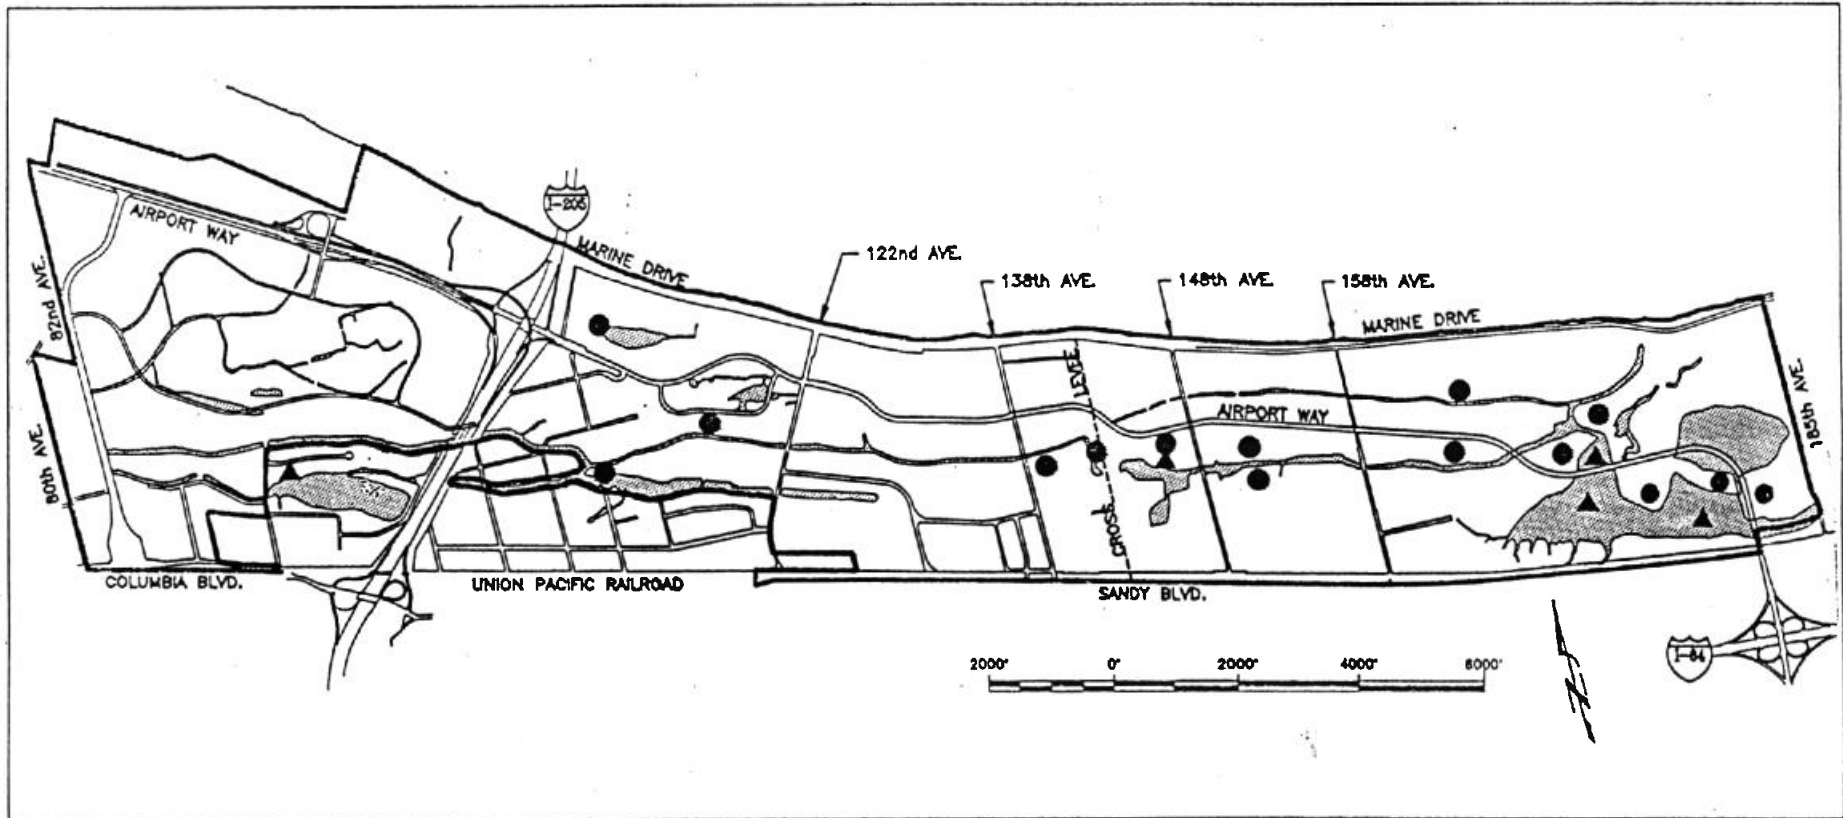 I-205
AIRPORT WAY
MARINE DRIVE
122nd AVE.
138th AVE.
148th AVE.
158th AVE.
MARINE DRIVE
82nd AVE.
80th AVE.
CROSS LEVEE
AIRPORT WAY
185th AVE.
COLUMBIA BLVD.
UNION PACIFIC RAILROAD
SANDY BLVD.
I-84
2000' 0' 2000' 4000' 6000'